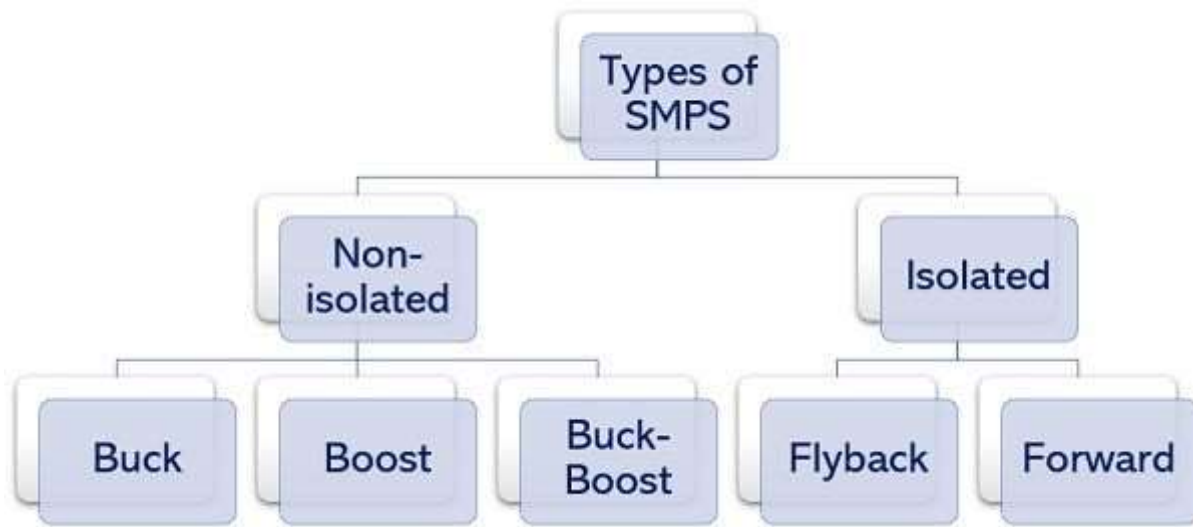 Types of
SMPS
Non-
isolated
Isolated
Buck
Boost
Buck-
Boost
Flyback
Forward